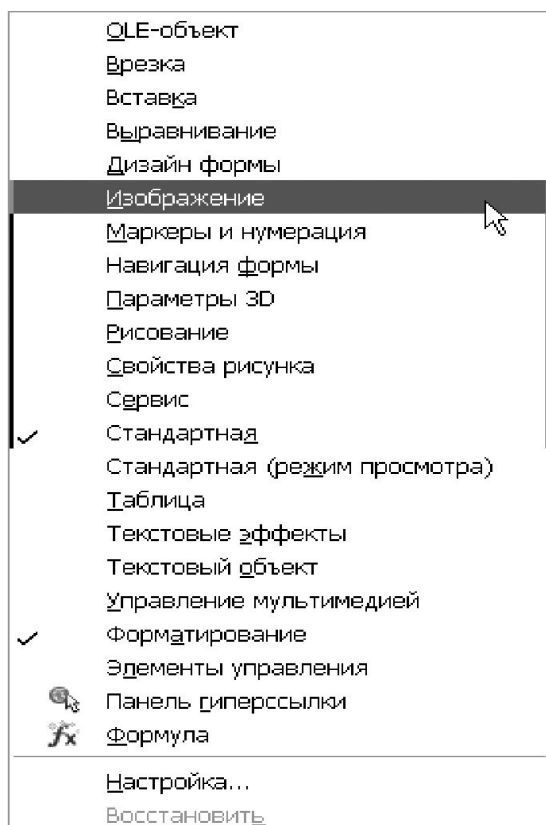 OLE-объект
Врезка
Вставка
Выравнивание
Дизайн формы
Изображение
Маркеры и нумерация
Навигация формы
Параметры 3D
Рисование
Свойства рисунка
Сервис
Стандартная
Стандартная (режим просмотра)
Таблица
Текстовые эффекты
Текстовый объект
Управление мультимедией
Форматирование
Элементы управления
Панель гиперссылки
fx Формула
Настройка...
Восстановить